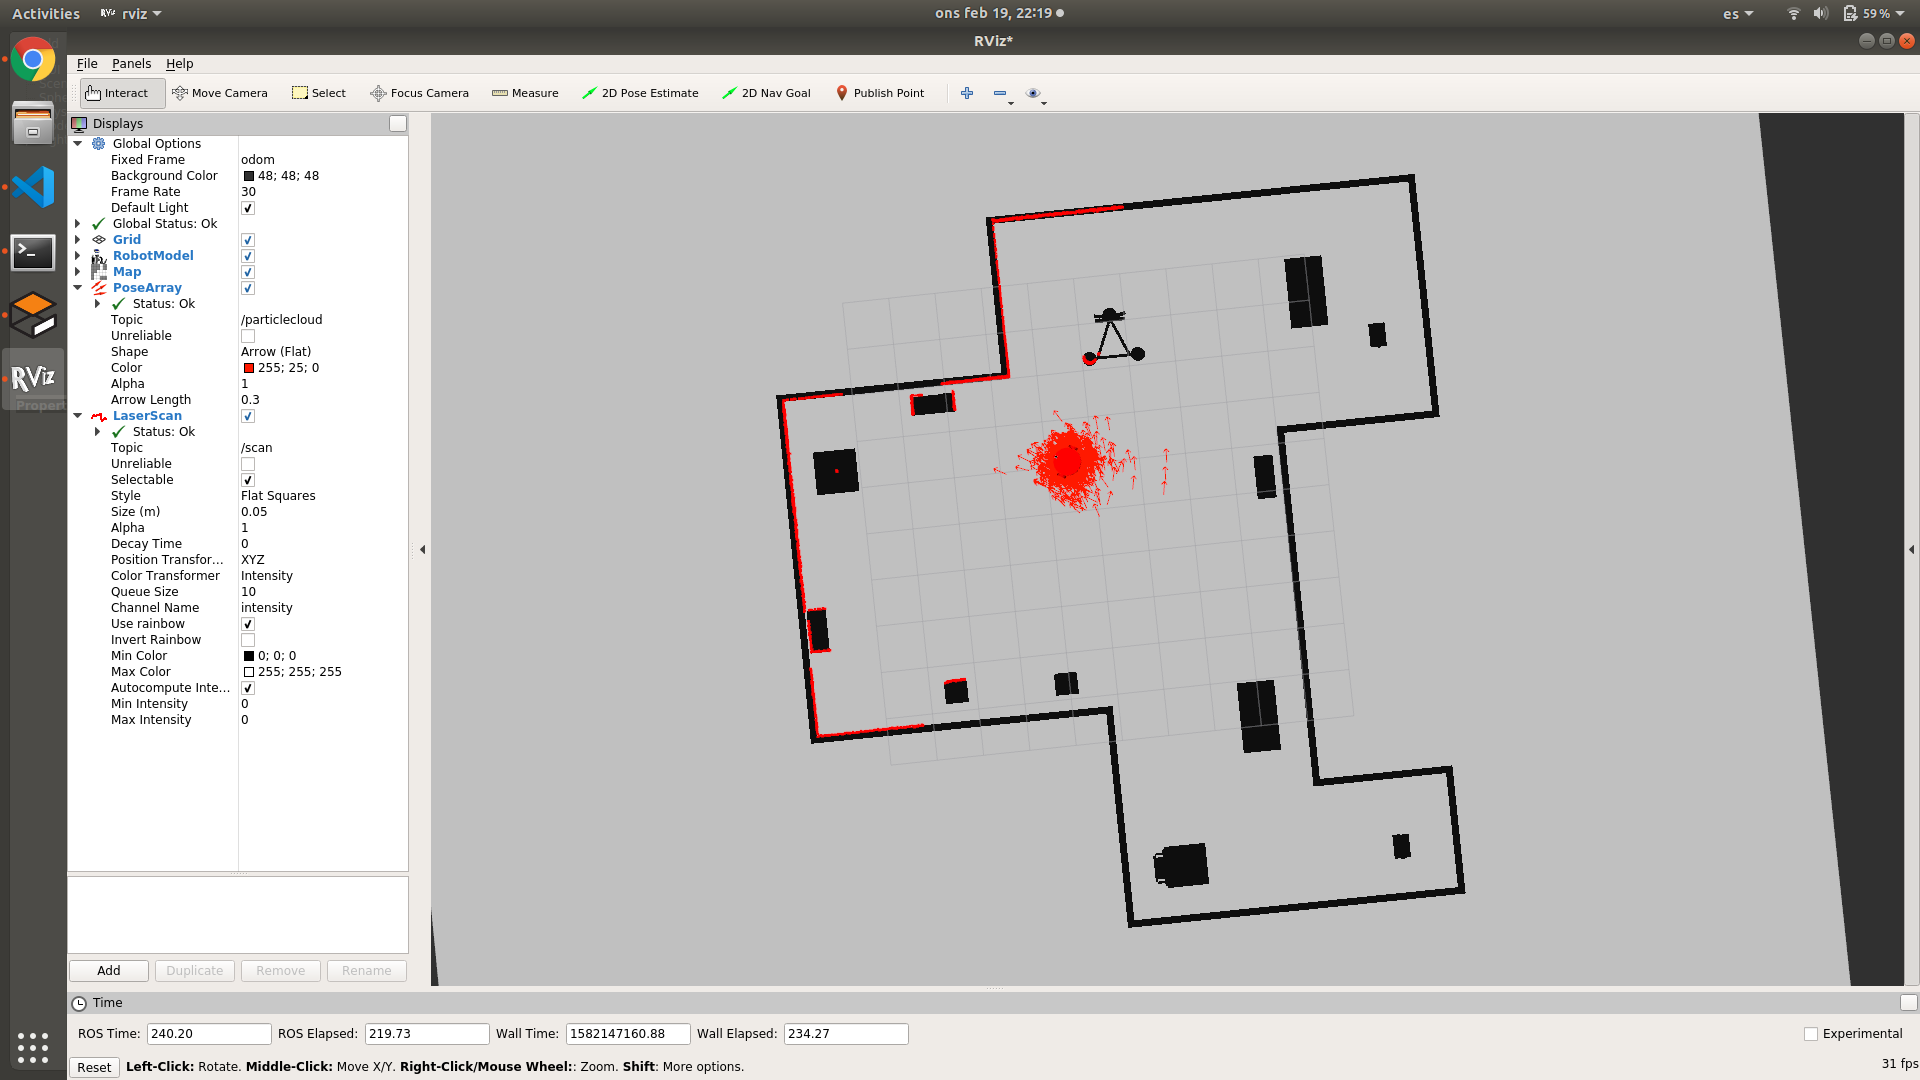 Activities
rviz
ons feb 19, 22:19
es
59 %
RViz*
File Panels Help
Interact
Move Camera
Select
Focus Camera
Measure
2D Pose Estimate
2D Nav Goal
Publish Point
Displays
Global Options
Fixed Frame odom
Background Color 48; 48; 48
Frame Rate 30
Default Light
Global Status: Ok
Grid
RobotModel
Map
PoseArray
Status: Ok
Topic /particlecloud
Unreliable
Shape Arrow (Flat)
Color 255; 25; 0
Alpha 1
Arrow Length 0.3
LaserScan
Status: Ok
Topic /scan
Unreliable
Selectable
Style Flat Squares
Size (m) 0.05
Alpha 1
Decay Time 0
Position Transfor... XYZ
Color Transformer Intensity
Queue Size 10
Channel Name intensity
Use rainbow
Invert Rainbow
Min Color 0; 0; 0
Max Color 255; 255; 255
Autocompute Inte...
Min Intensity 0
Max Intensity 0
RViz
Add Duplicate Remove Rename
Time
ROS Time: 240.20 ROS Elapsed: 219.73 Wall Time: 1582147160.88 Wall Elapsed: 234.27 Experimental
Reset Left-Click: Rotate. Middle-Click: Move X/Y. Right-Click/Mouse Wheel:: Zoom. Shift: More options. 31 fps